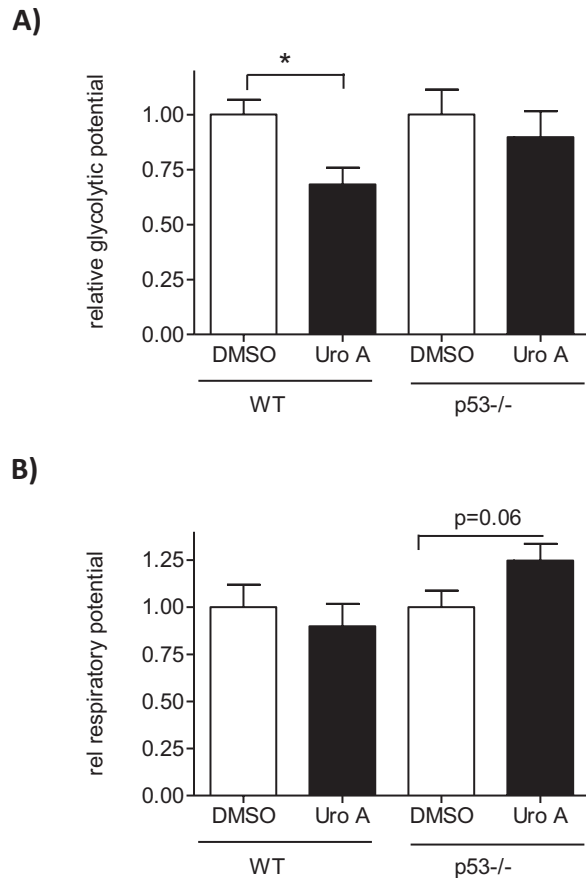 A)
*
relative glycolytic potential
1.00
0.75
0.50
0.25
0.00
DMSO Uro A DMSO Uro A
WT p53-/-
B)
p=0.06
rel respiratory potential
1.25
1.00
0.75
0.50
0.25
0.00
DMSO Uro A DMSO Uro A
WT p53-/-